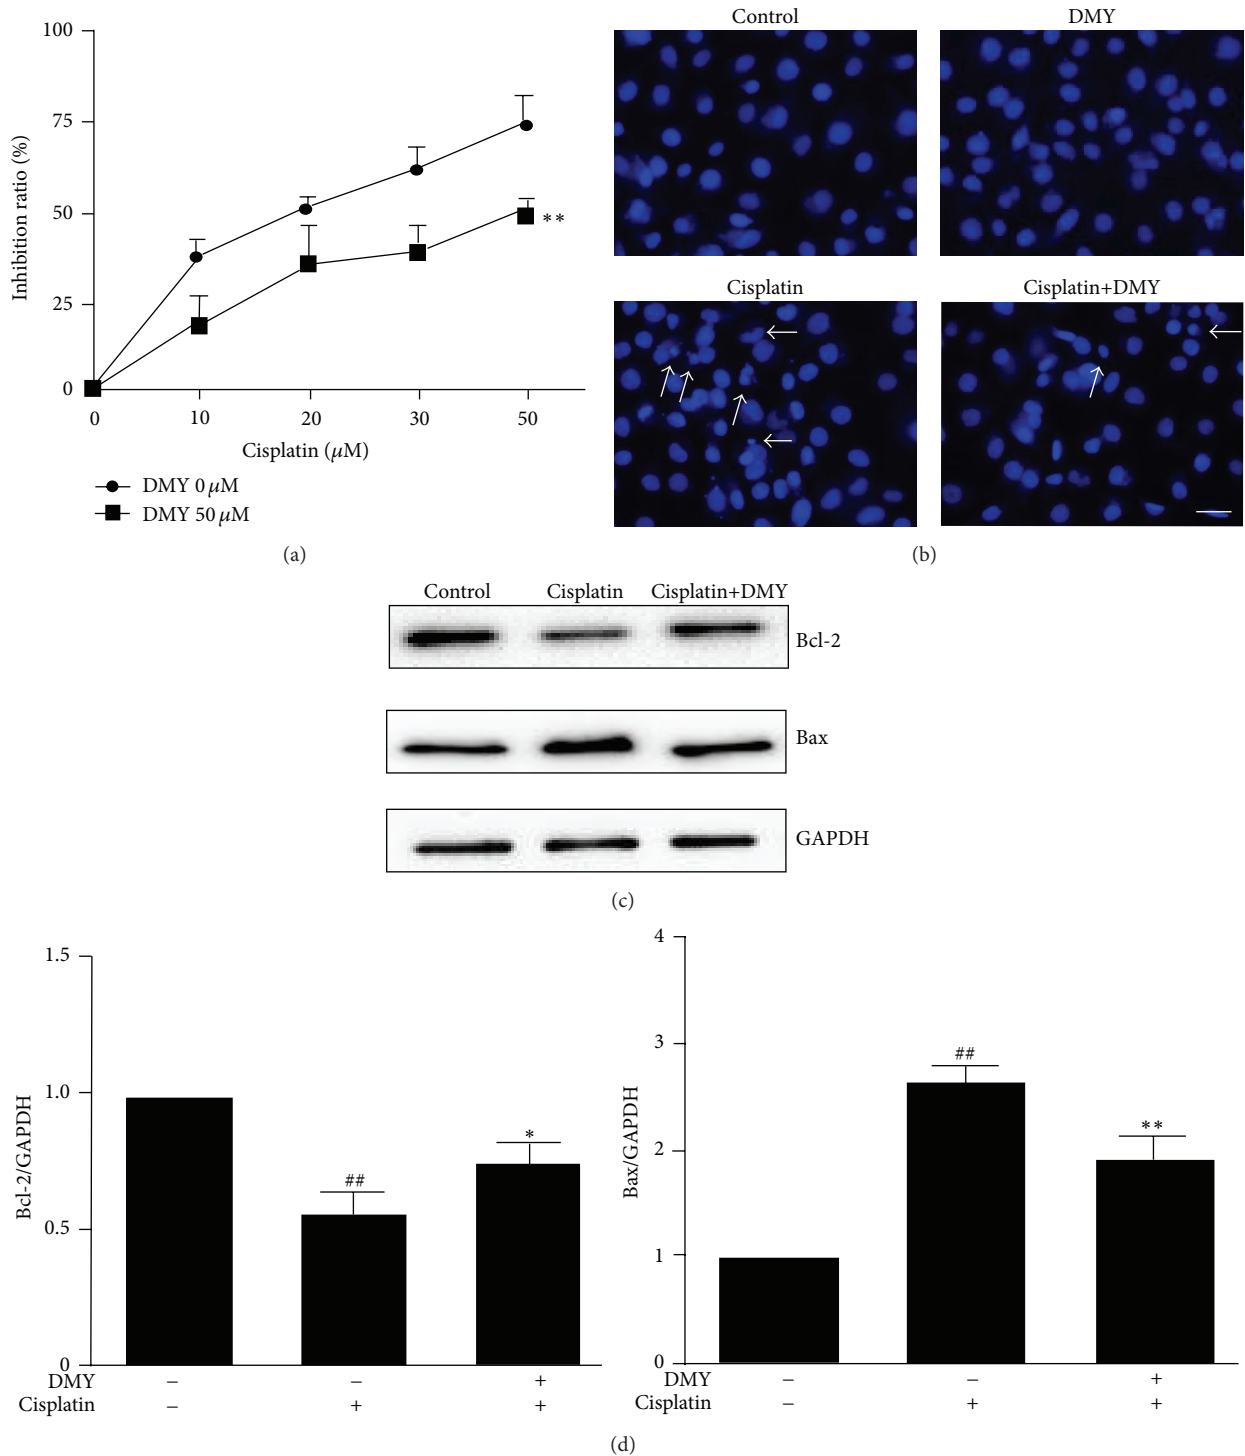 100
75
50
25
0
Inhibition ratio (%)
**
0 10 20 30 50
Cisplatin (μM)
DMY 0 μM
DMY 50 μM
(a)
Control DMY
Cisplatin Cisplatin+DMY
(b)
Control Cisplatin Cisplatin+DMY
Bcl-2
Bax
GAPDH
(c)
1.5
1.0
0.5
0
Bcl-2/GAPDH
##
*
DMY − − +
Cisplatin − + +
4
3
2
1
0
Bax/GAPDH
##
**
DMY − − +
Cisplatin − + +
(d)